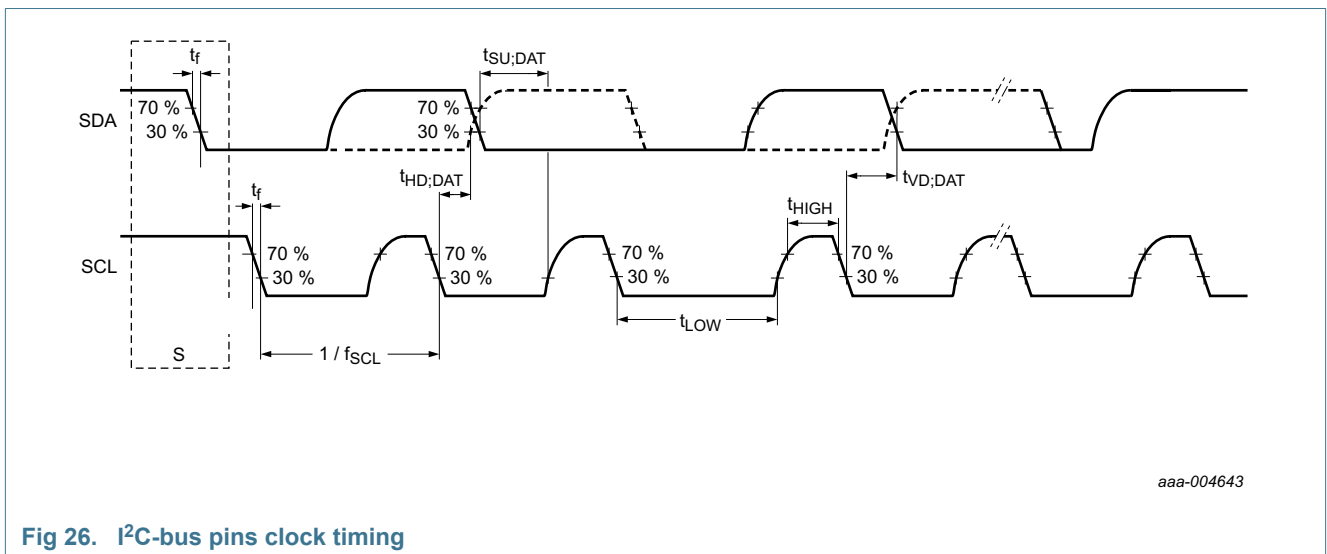 tf
tSU;DAT
70 %
30 %
SDA
70 %
30 %
tHD;DAT
tVD;DAT
tf
tHIGH
SCL
70 %
30 %
70 %
30 %
70 %
30 %
70 %
30 %
tLOW
S
1 / fSCL
aaa-004643
Fig 26. I2C-bus pins clock timing